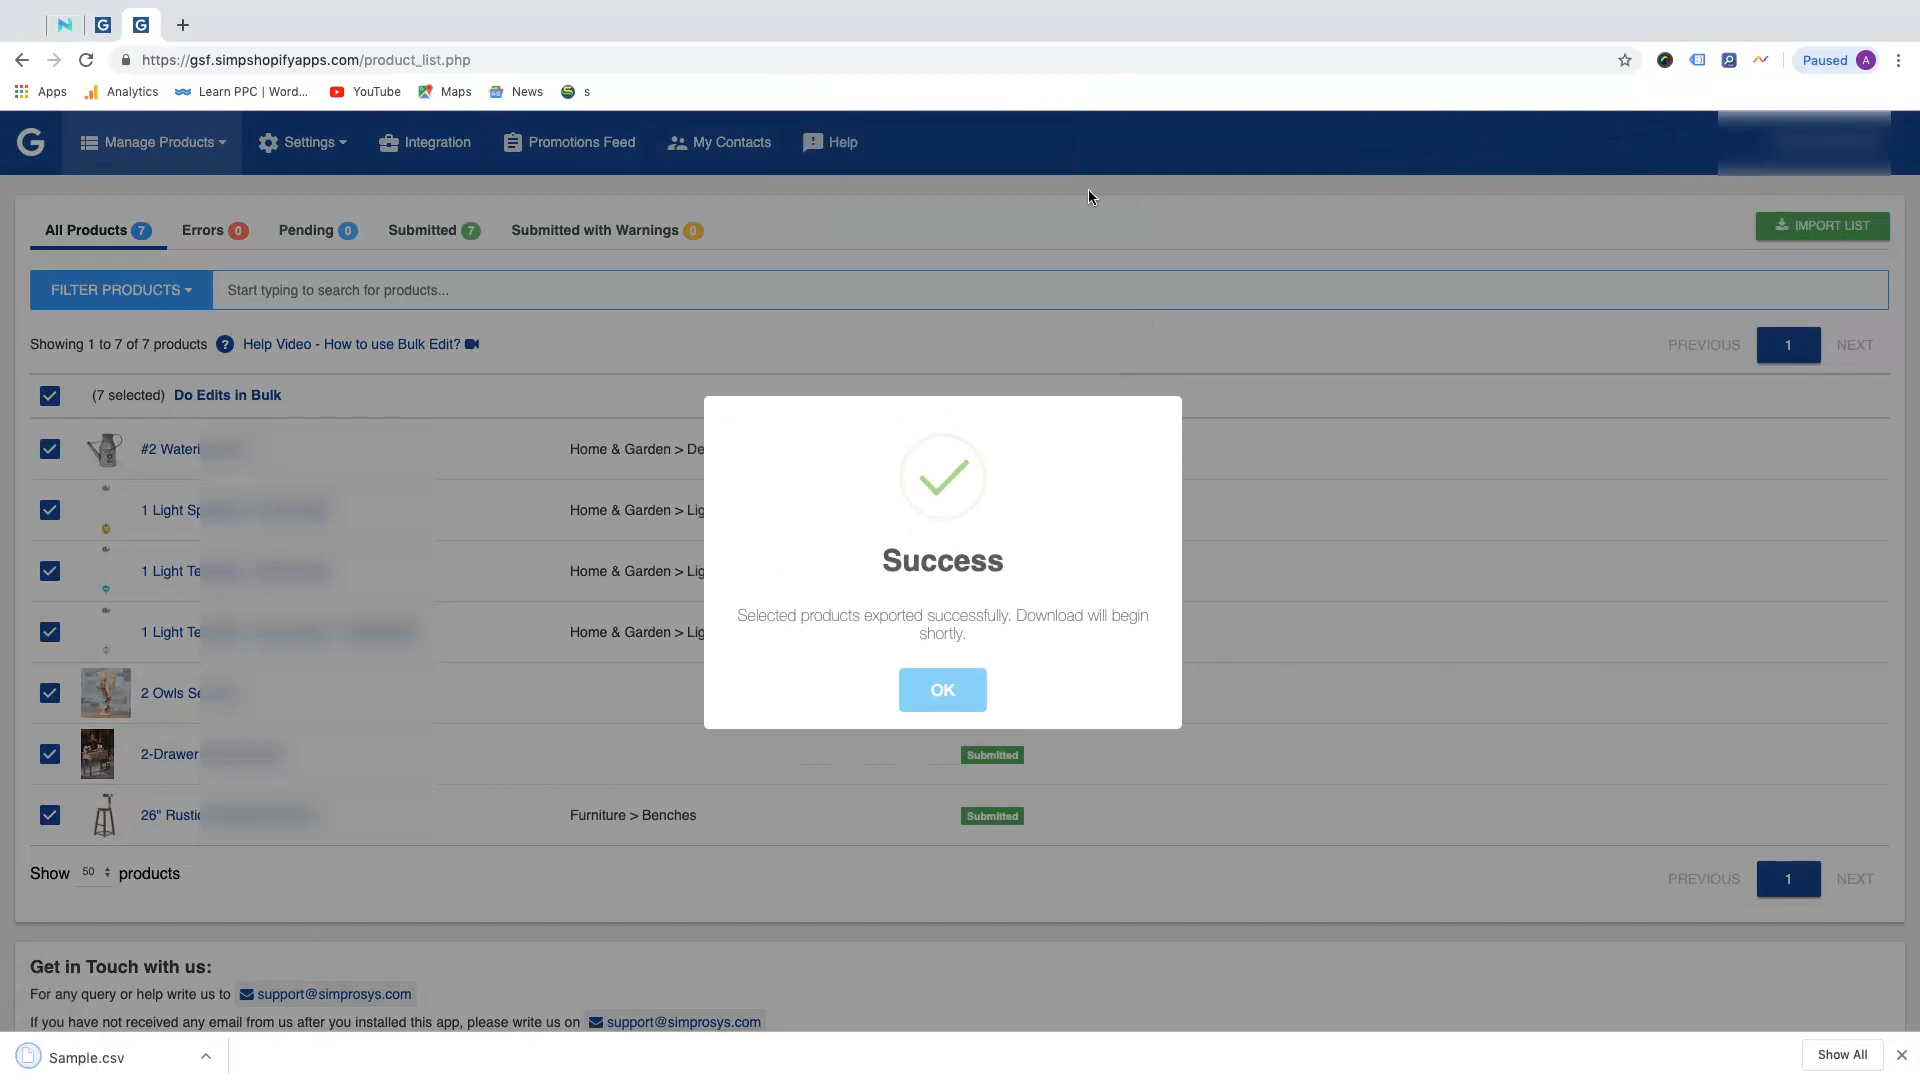 https://gsf.simpshopifyapps.com/product_list.php
Paused A
Apps Analytics Learn PPC | Word... YouTube Maps News s
G Manage Products Settings Integration Promotions Feed My Contacts Help
All Products 7 Errors 0 Pending 0 Submitted 7 Submitted with Warnings 0 IMPORT LIST
FILTER PRODUCTS Start typing to search for products...
Showing 1 to 7 of 7 products ? Help Video - How to use Bulk Edit? PREVIOUS 1 NEXT
(7 selected) Do Edits in Bulk
#2 Wateri Home & Garden > De
1 Light Sp Home & Garden > Lig
1 Light Te Home & Garden > Lig
1 Light Te Home & Garden > Lig
2 Owls Se
2-Drawer Submitted
26" Rustic Furniture > Benches Submitted
Success
Selected products exported successfully. Download will begin
shortly.
OK
Show 50 products PREVIOUS 1 NEXT
Get in Touch with us:
For any query or help write us to support@simprosys.com
If you have not received any email from us after you installed this app, please write us on support@simprosys.com
Sample.csv Show All